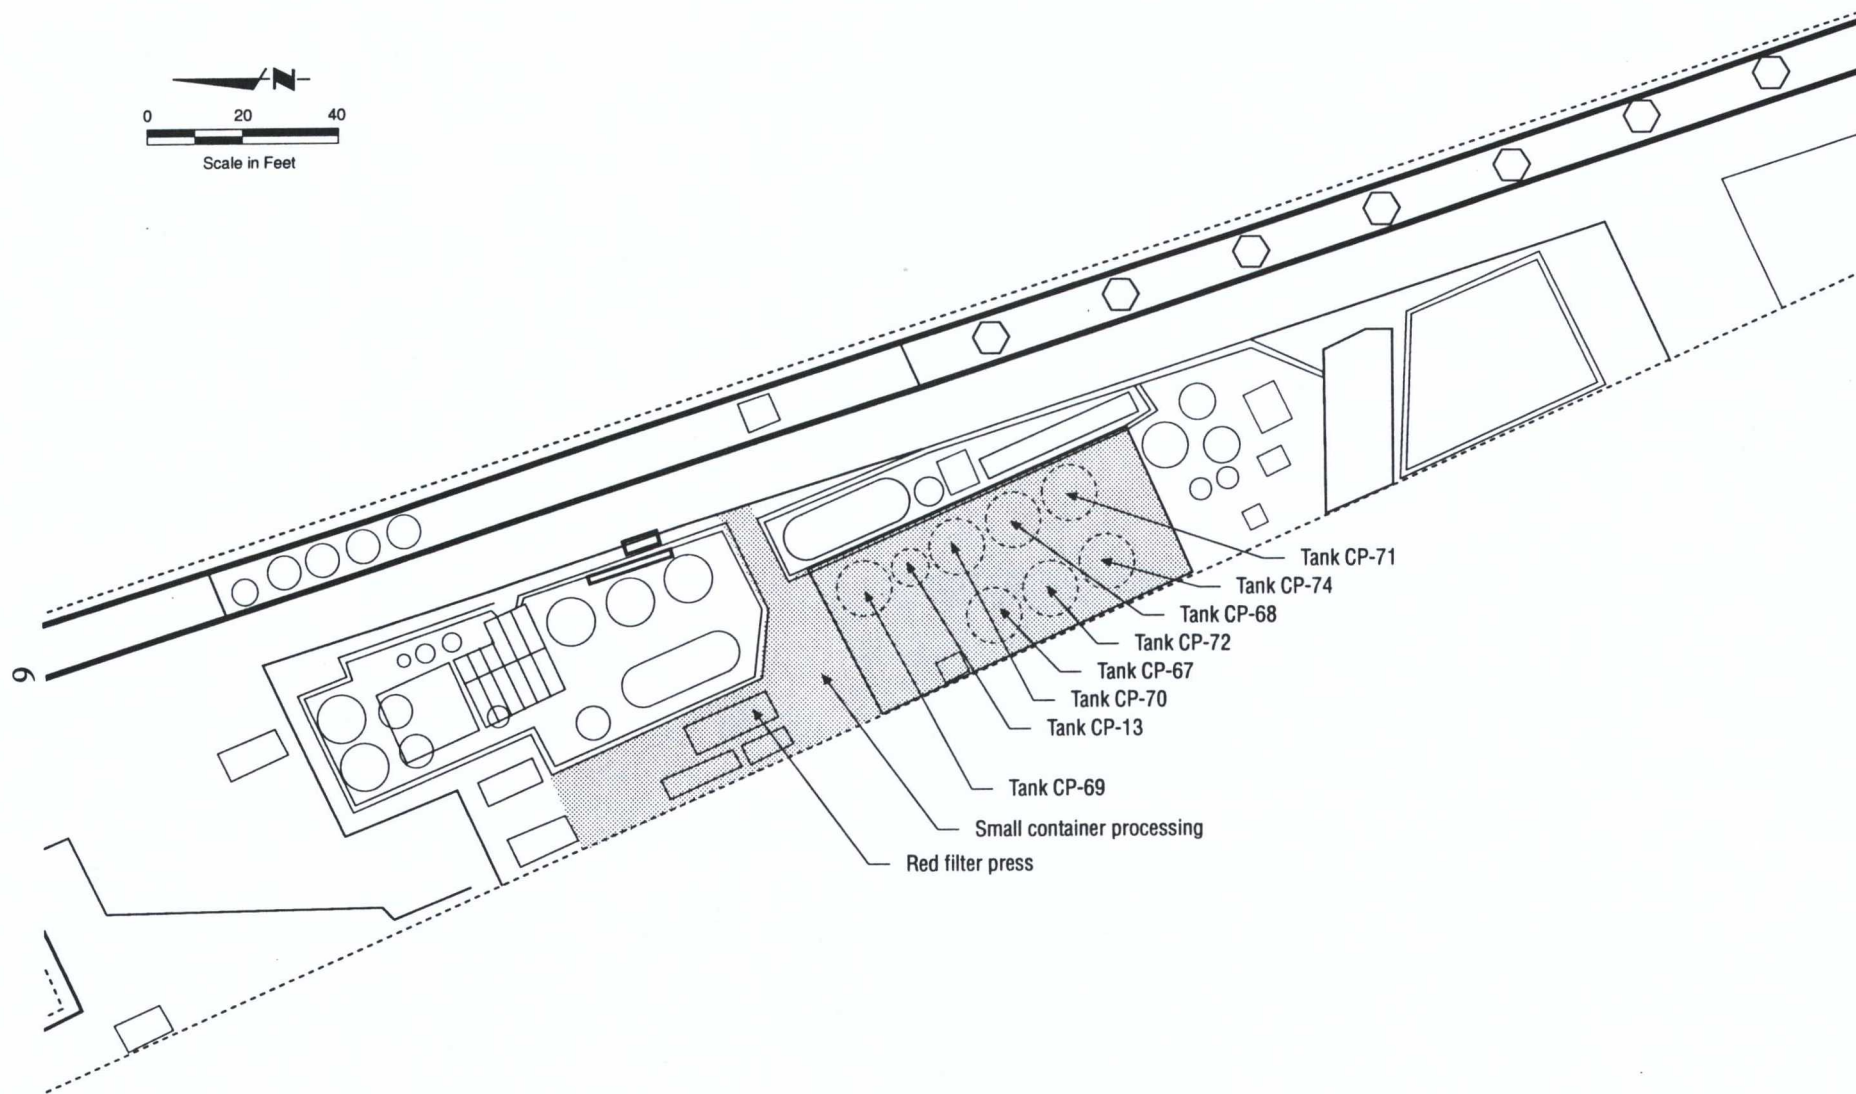 N
0 20 40
Scale in Feet
Tank CP-71
Tank CP-74
Tank CP-68
Tank CP-72
Tank CP-67
Tank CP-70
Tank CP-13
Tank CP-69
Small container processing
Red filter press
9